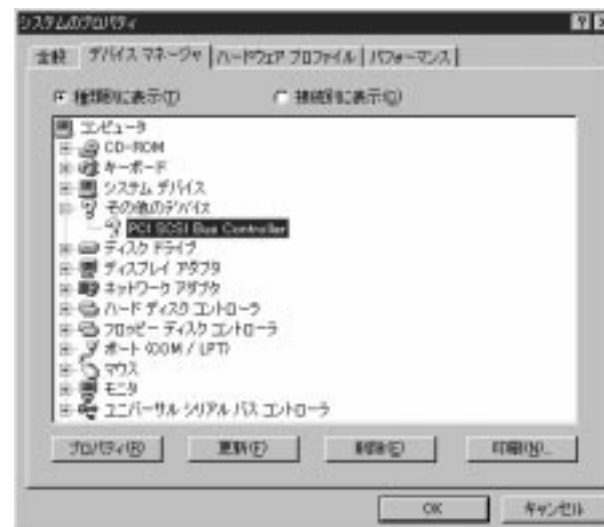 システムのプロパティ
全般 デバイス マネージャ ハードウェア プロファイル パフォーマンス
種類別に表示(T) 接続別に表示(C)
コンピュータ
CD-ROM
キーボード
システム デバイス
その他のデバイス
PCI SCSI Bus Controller
ディスク ドライブ
ディスプレイ アダプタ
ネットワーク アダプタ
ハード ディスク コントローラ
フロッピー ディスク コントローラ
ポート (COM / LPT)
マウス
モニタ
ユニバーサル シリアル バス コントローラ
プロパティ(R) 更新(F) 削除(E) 印刷(N)...
OK キャンセル